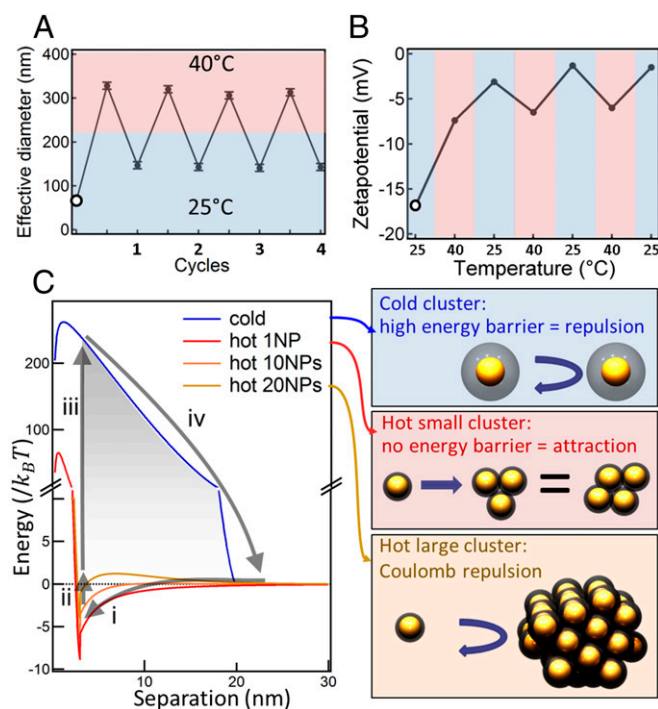 A
Effective diameter (nm)
400
300
200
100
0
40°C
25°C
1
2
3
4
Cycles
B
Zetapotential (mV)
0
-5
-10
-15
-20
25
40
25
40
25
40
25
Temperature (°C)
C
Energy (/kBT)
200
100
5
0
-5
-10
cold
hot 1NP
hot 10NPs
hot 20NPs
i
ii
iii
iv
10
20
30
Separation (nm)
Cold cluster:
high energy barrier = repulsion
Hot small cluster:
no energy barrier = attraction
=
Hot large cluster:
Coulomb repulsion